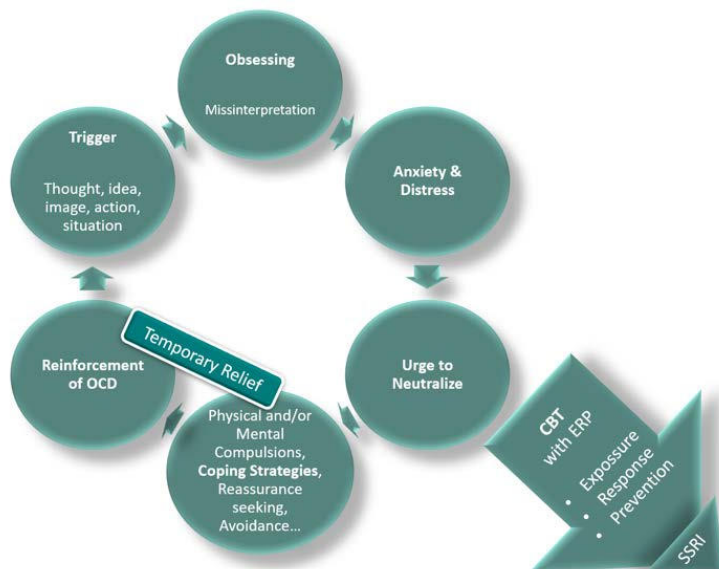 Obsessing
Missinterpretation
Trigger
Thought, idea,
image, action,
situation
Anxiety &
Distress
Urge to
Neutralize
Physical and/or
Mental
Compulsions,
Coping Strategies,
Reassurance
seeking,
Avoidance...
Temporary Relief
Reinforcement
of OCD
CBT
with ERP
• Expossure
• Response
• Prevention
SSRI